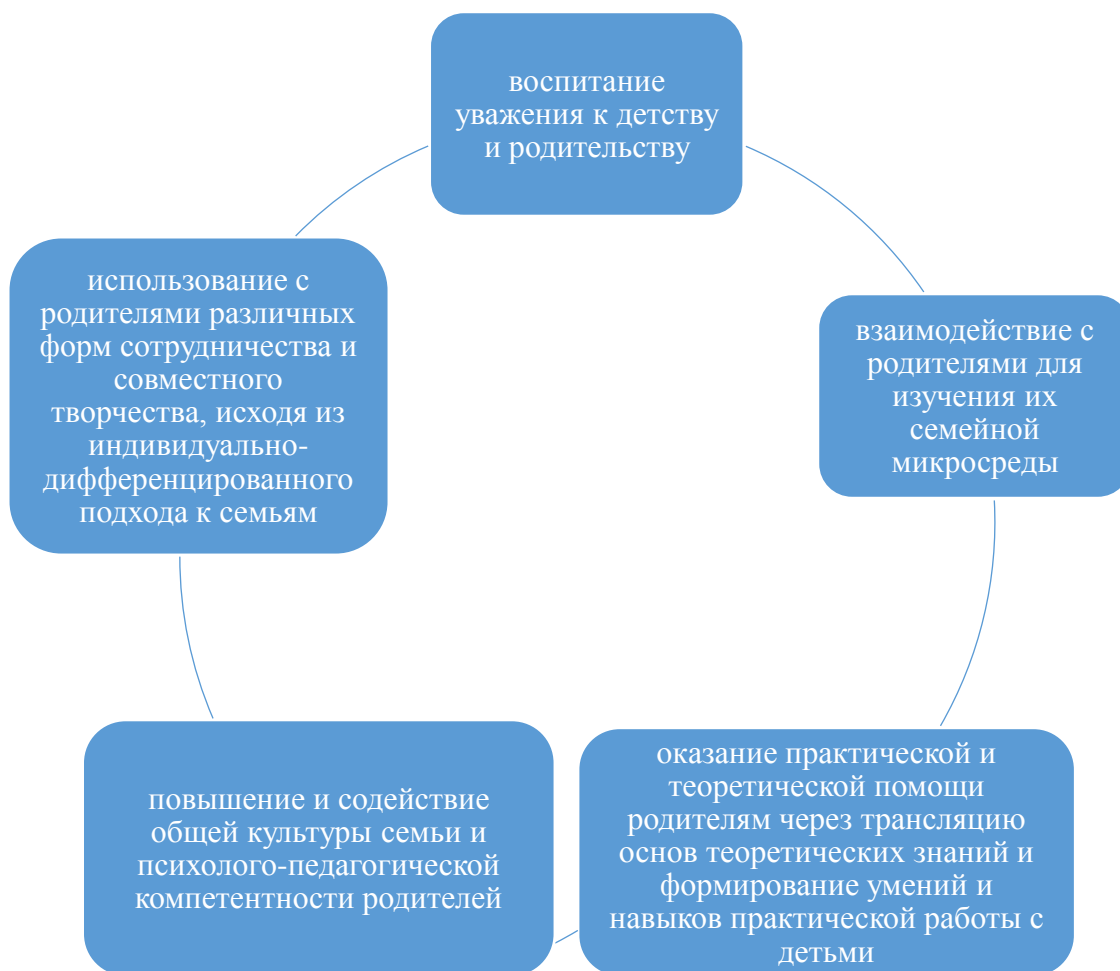 воспитание
уважения к детству
и родительству
взаимодействие с
родителями для
изучения их
семейной
микросреды
оказание практической и
теоретической помощи
родителям через трансляцию
основ теоретических знаний и
формирование умений и
навыков практической работы с
детьми
повышение и содействие
общей культуры семьи и
психолого-педагогической
компетентности родителей
использование с
родителями различных
форм сотрудничества и
совместного
творчества, исходя из
индивидуально-
дифференцированного
подхода к семьям